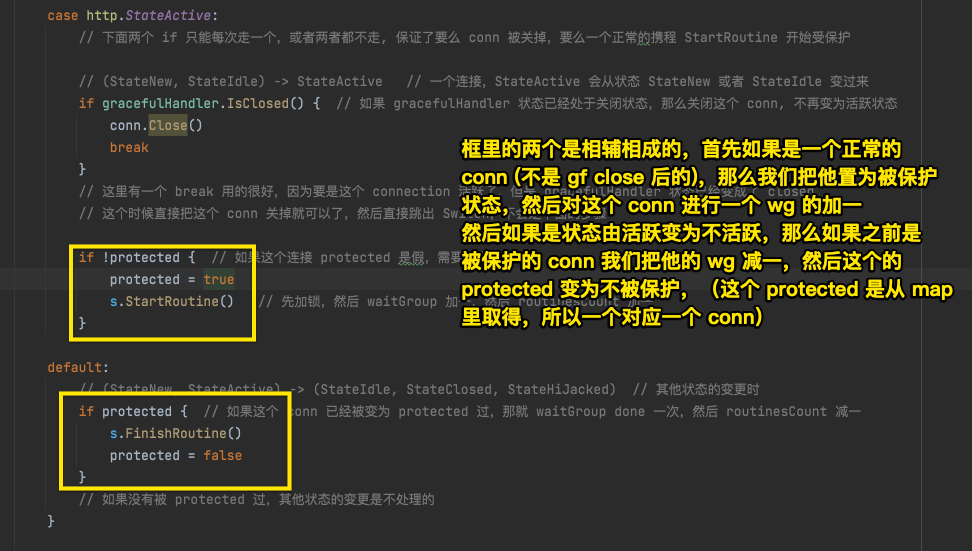 case http.StateActive:
// 下面两个 if 只能每次走一个，或者两者都不走, 保证了要么 conn 被关掉，要么一个正常的携程 StartRoutine 开始受保护
// (StateNew, StateIdle) -> StateActive   // 一个连接，StateActive 会从状态 StateNew 或者 StateIdle 变过来
if gracefulHandler.IsClosed() {  // 如果 gracefulHandler 状态已经处于关闭状态，那么关闭这个 conn, 不再变为活跃状态
conn.Close()
break
}
// 这里有一个 break 用的很好，因为要是这个 connection 活跃了，但是 gracefulHandler 状态已经变成了 closed
// 这个时候直接把这个 conn 关掉就可以了，然后直接跳出 Switch，不会走下面的步骤
框里的两个是相辅相成的，首先如果是一个正常的
conn (不是 gf close 后的)，那么我们把他置为被保护
状态，然后对这个 conn 进行一个 wg 的加一
然后如果是状态由活跃变为不活跃，那么如果之前是
被保护的 conn 我们把他的 wg 减一，然后这个的
protected 变为不被保护，（这个 protected 是从 map
里取得，所以一个对应一个 conn）
if !protected {  // 如果这个连接 protected 是假，需要
protected = true
s.StartRoutine()   // 先加锁，然后 waitGroup 加一，然后 routinesCount 加一
}
default:
// (StateNew, StateActive) -> (StateIdle, StateClosed, StateHiJacked)  // 其他状态的变更时
if protected {  // 如果这个 conn 已经被变为 protected 过，那就 waitGroup done 一次，然后 routinesCount 减一
s.FinishRoutine()
protected = false
}
// 如果没有被 protected 过，其他状态的变更是不处理的
}